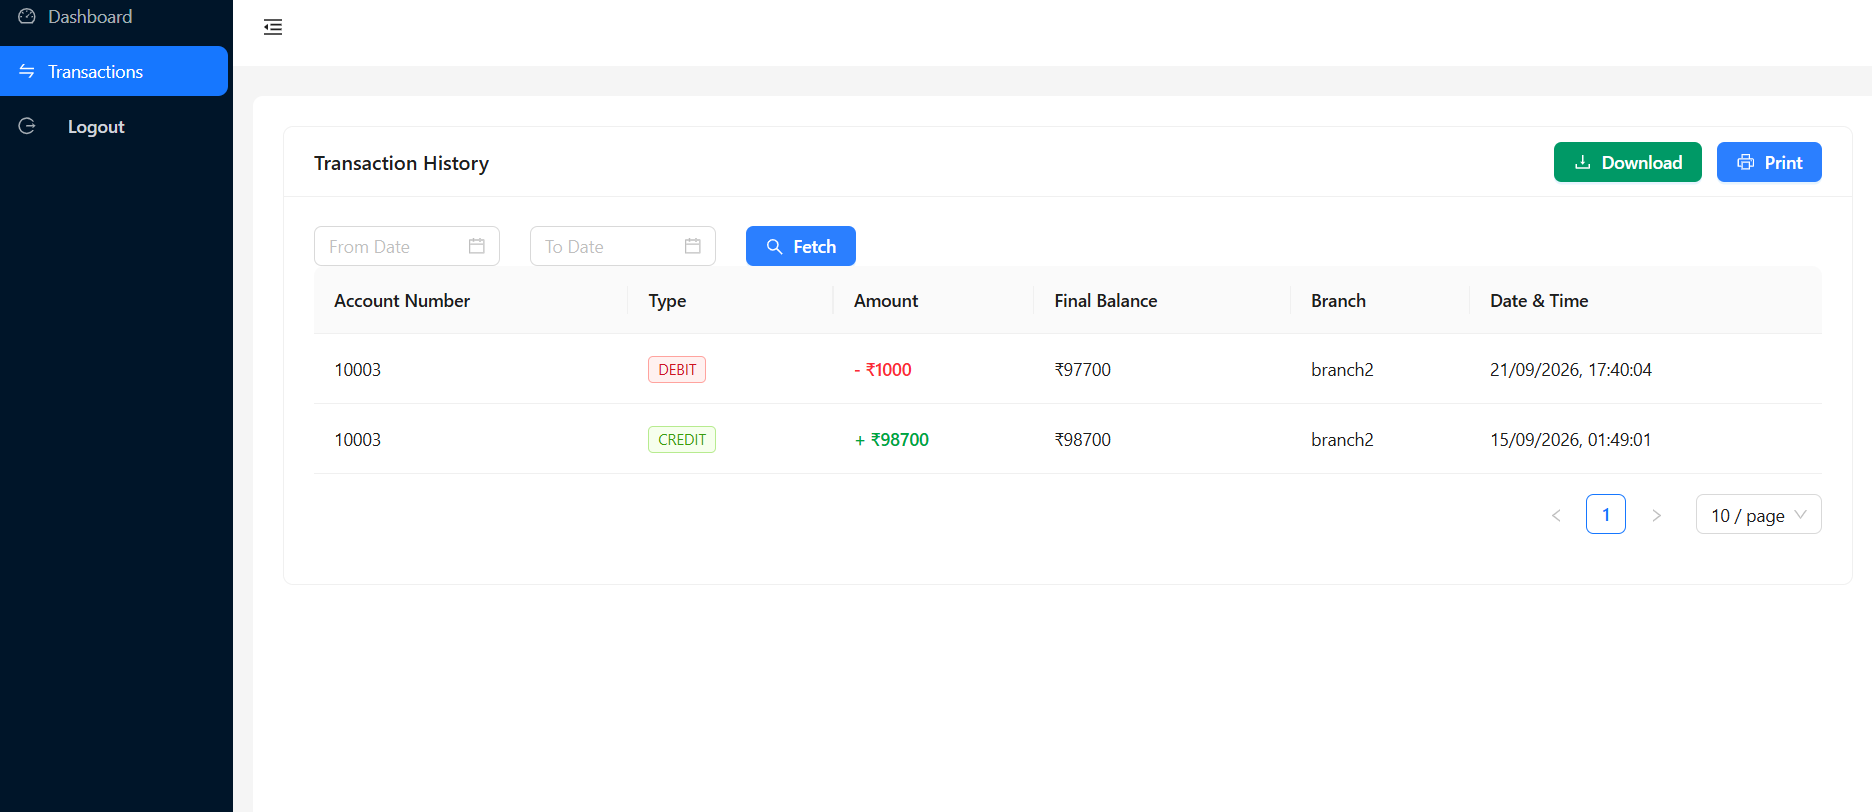 Dashboard
Transactions
Logout
Transaction History
Download
Print
From Date
To Date
Fetch
Account Number Type Amount Final Balance Branch Date & Time
10003 DEBIT - ₹1000 ₹97700 branch2 21/09/2026, 17:40:04
10003 CREDIT + ₹98700 ₹98700 branch2 15/09/2026, 01:49:01
1
10 / page